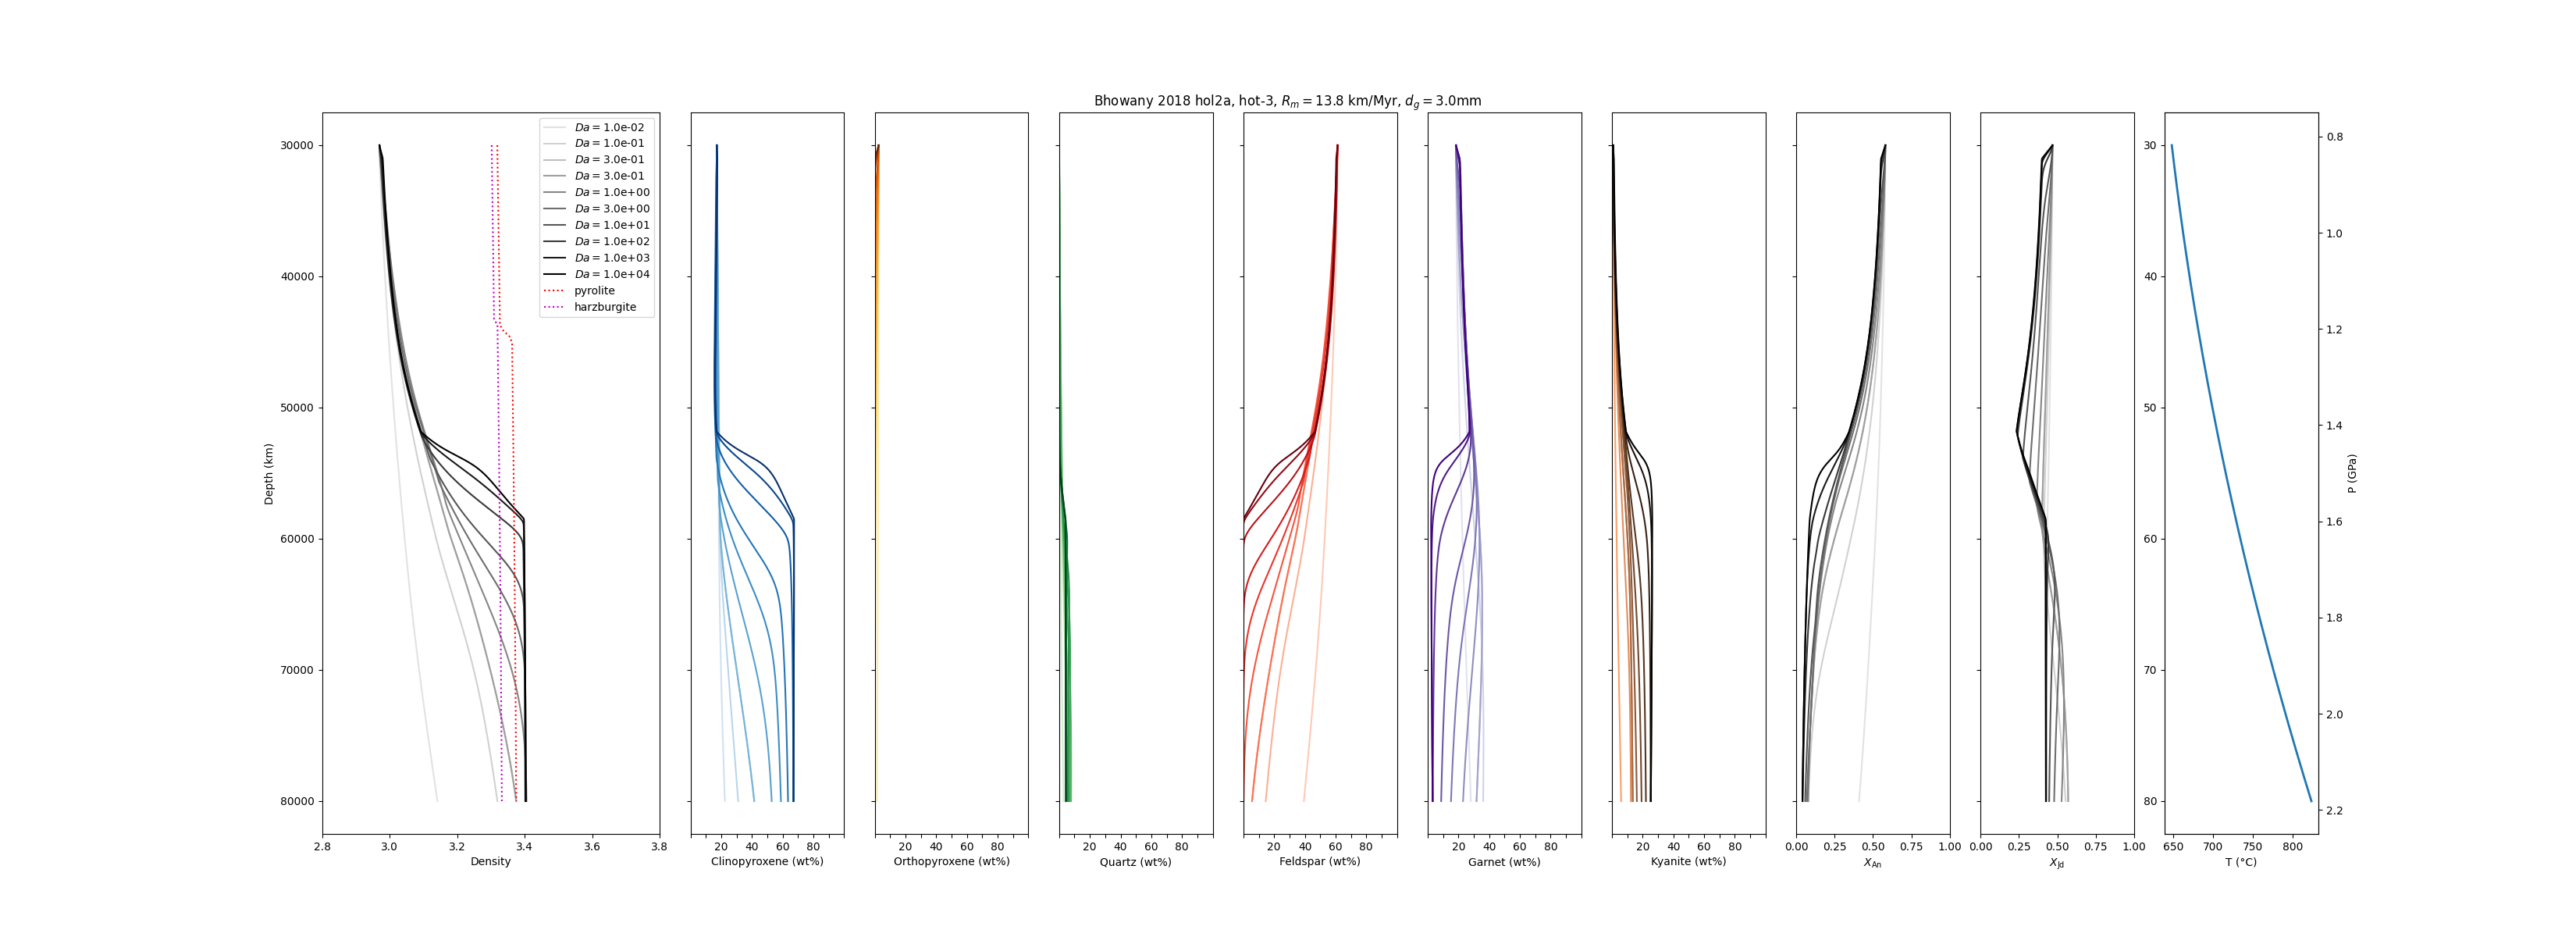 Bhowany 2018 hol2a, hot-3, Rm = 13.8 km/Myr, dg = 3.0mm
Da = 1.0e-02
Da = 1.0e-01
Da = 3.0e-01
Da = 3.0e-01
Da = 1.0e+00
Da = 3.0e+00
Da = 1.0e+01
Da = 1.0e+02
Da = 1.0e+03
Da = 1.0e+04
pyrolite
harzburgite
Depth (km)
30000
40000
50000
60000
70000
80000
2.8 3.0 3.2 3.4 3.6 3.8
Density
20 40 60 80
Clinopyroxene (wt%)
20 40 60 80
Orthopyroxene (wt%)
20 40 60 80
Quartz (wt%)
20 40 60 80
Feldspar (wt%)
20 40 60 80
Garnet (wt%)
20 40 60 80
Kyanite (wt%)
0.00 0.25 0.50 0.75 1.00
XAn
0.00 0.25 0.50 0.75 1.00
XJd
30
40
50
60
70
80
650 700 750 800
T (°C)
0.8
1.0
1.2
1.4
1.6
1.8
2.0
2.2
P (GPa)